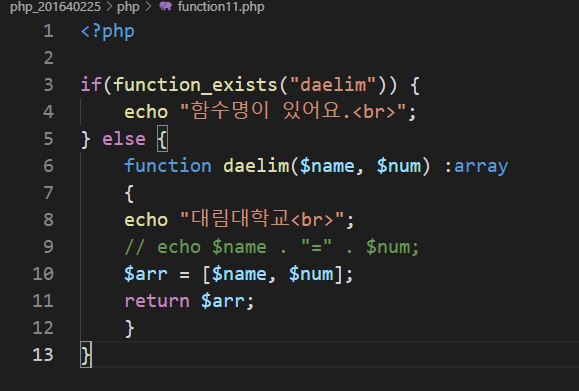 php_201640225 > php > function11.php
1 <?php
2
3 if(function_exists("daelim")) {
4     echo "함수명이 있어요.<br>";
5 } else {
6     function daelim($name, $num) :array
7     {
8     echo "대림대학교<br>";
9     // echo $name . "=" . $num;
10     $arr = [$name, $num];
11     return $arr;
12     }
13 }